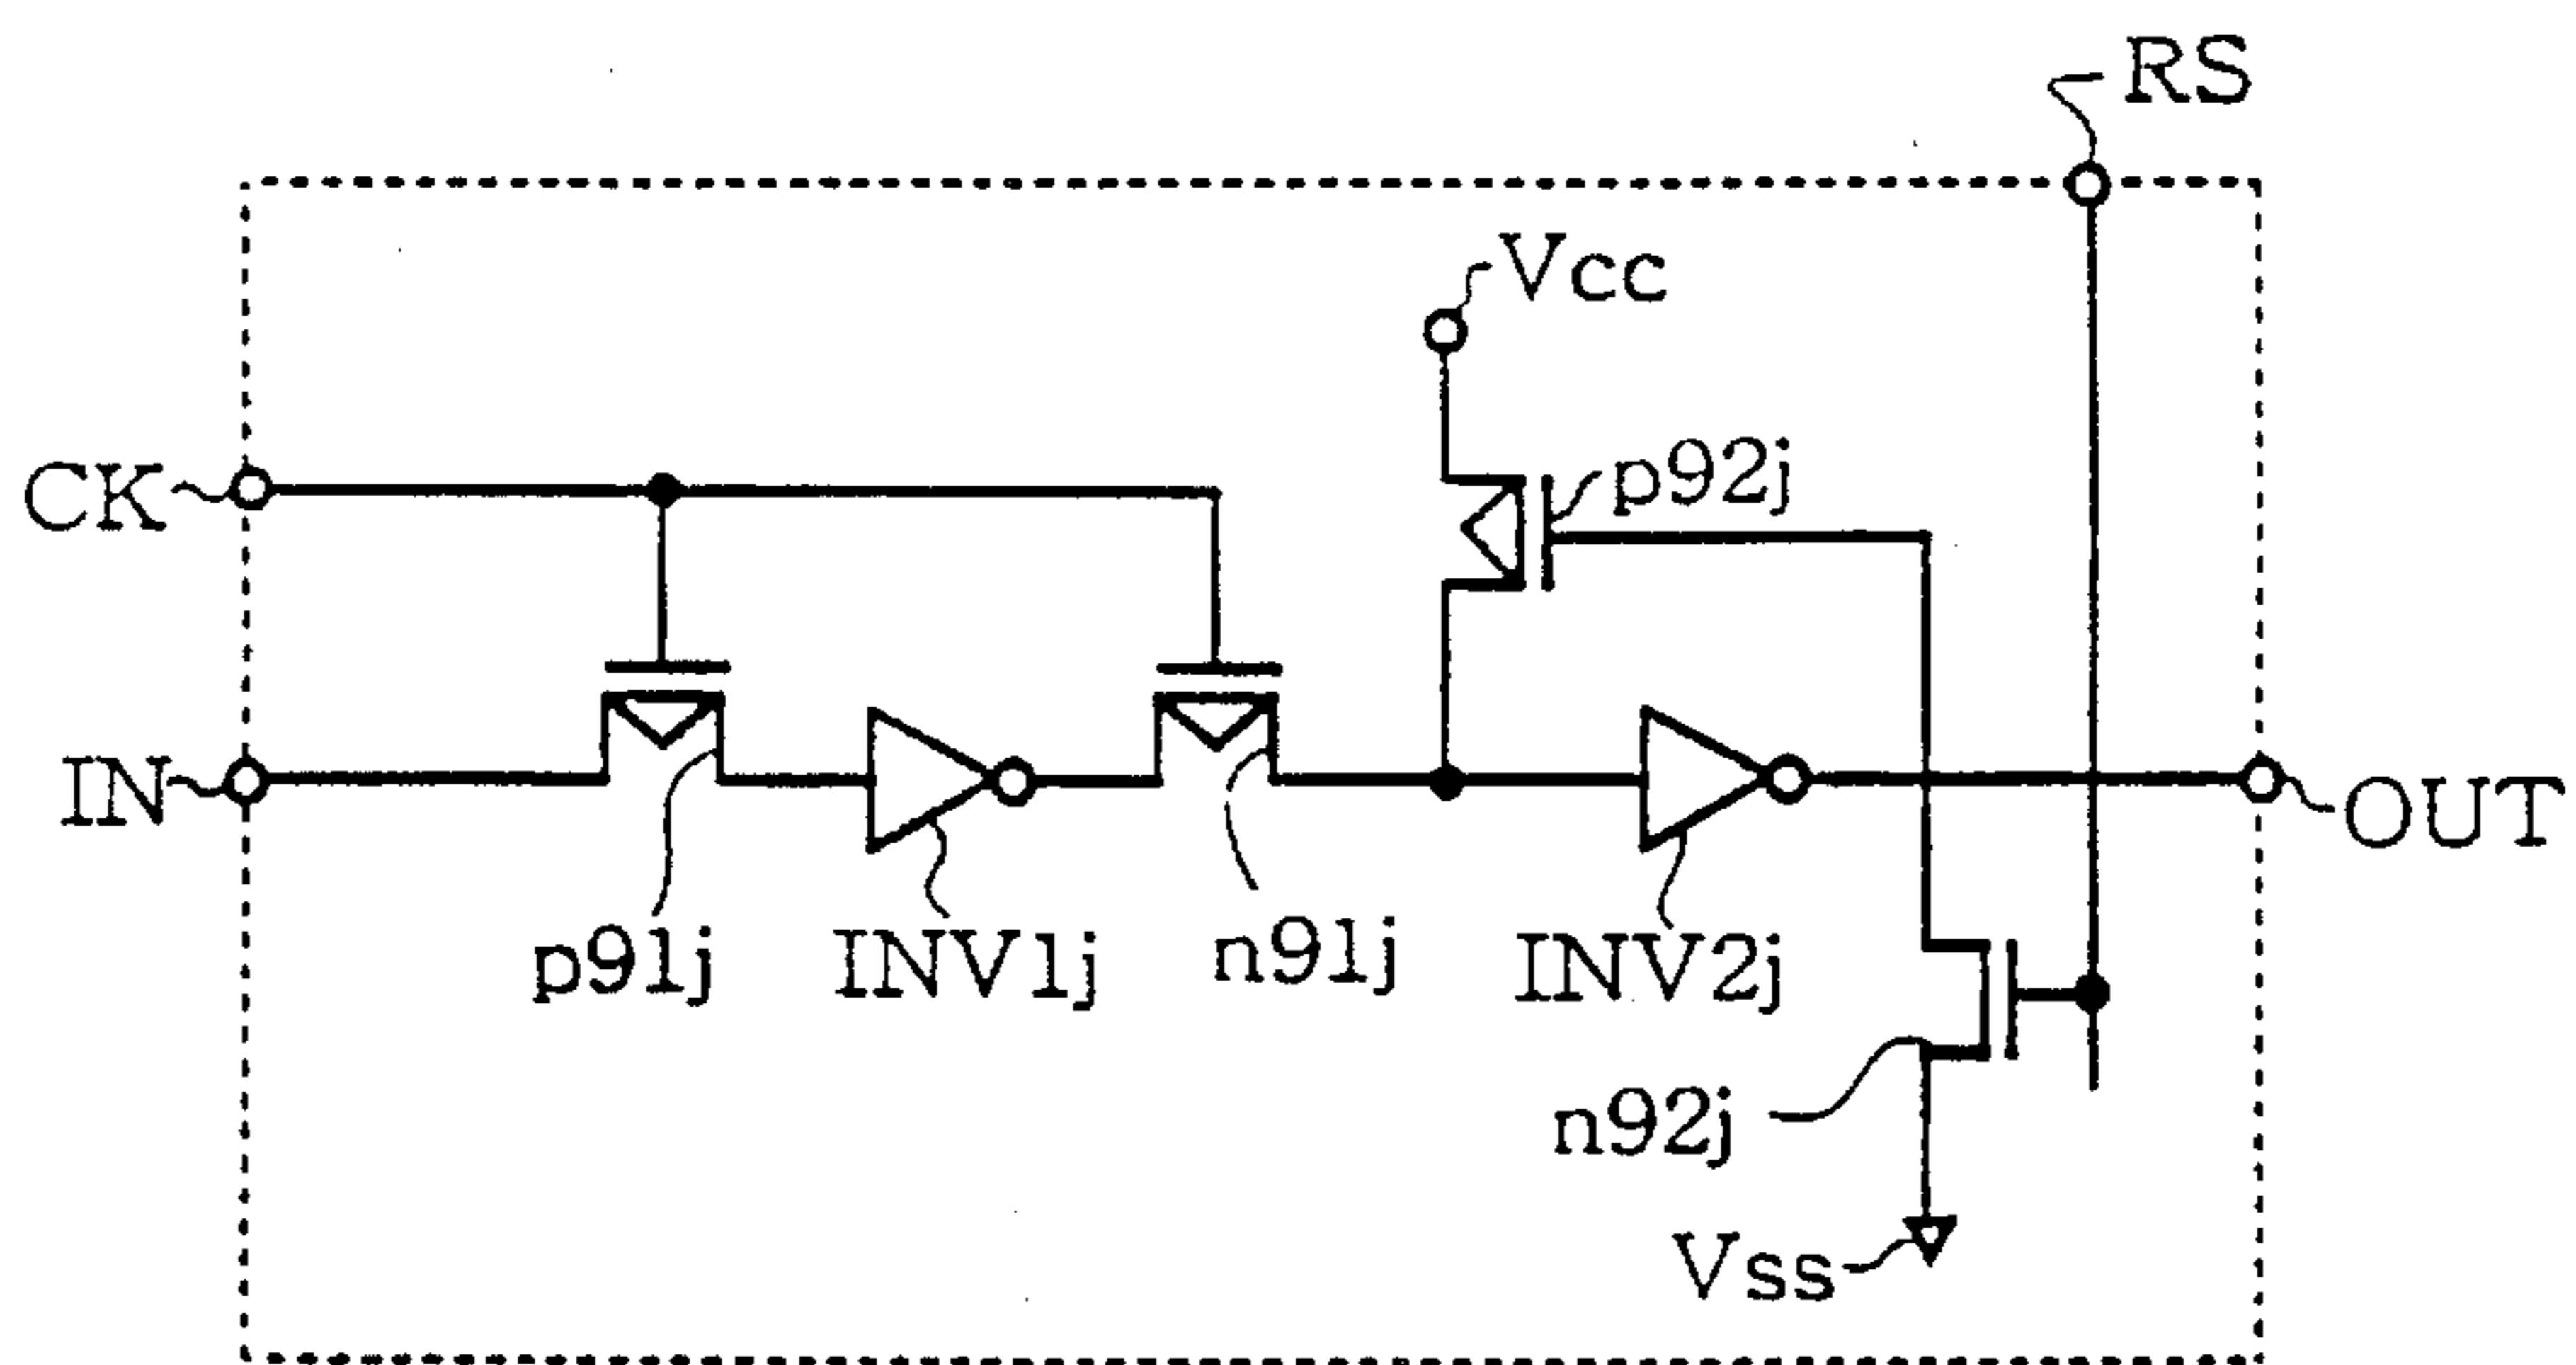 RS
Vcc
p92j
CK
IN
OUT
p91j
INV1j
n91j
INV2j
n92j
Vss